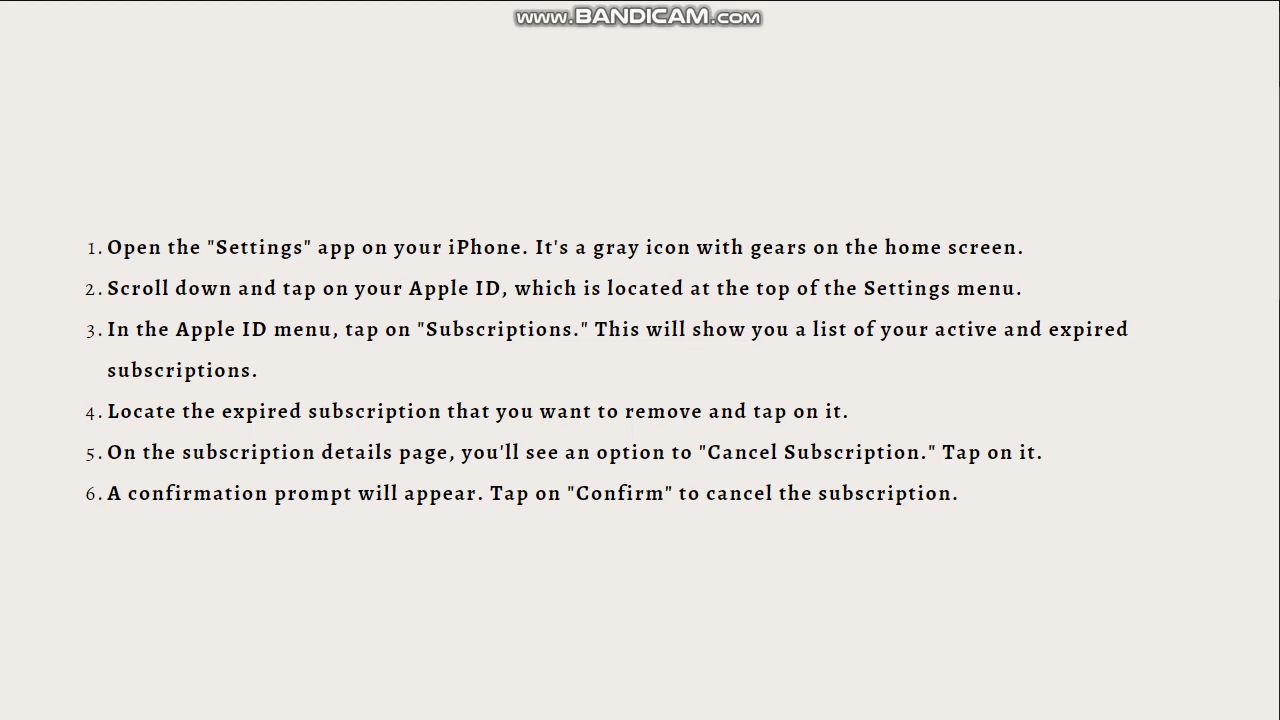 www.BANDICAM.com
1. Open the "Settings" app on your iPhone. It's a gray icon with gears on the home screen.
2. Scroll down and tap on your Apple ID, which is located at the top of the Settings menu.
3. In the Apple ID menu, tap on "Subscriptions." This will show you a list of your active and expired
subscriptions.
4. Locate the expired subscription that you want to remove and tap on it.
5. On the subscription details page, you'll see an option to "Cancel Subscription." Tap on it.
6. A confirmation prompt will appear. Tap on "Confirm" to cancel the subscription.